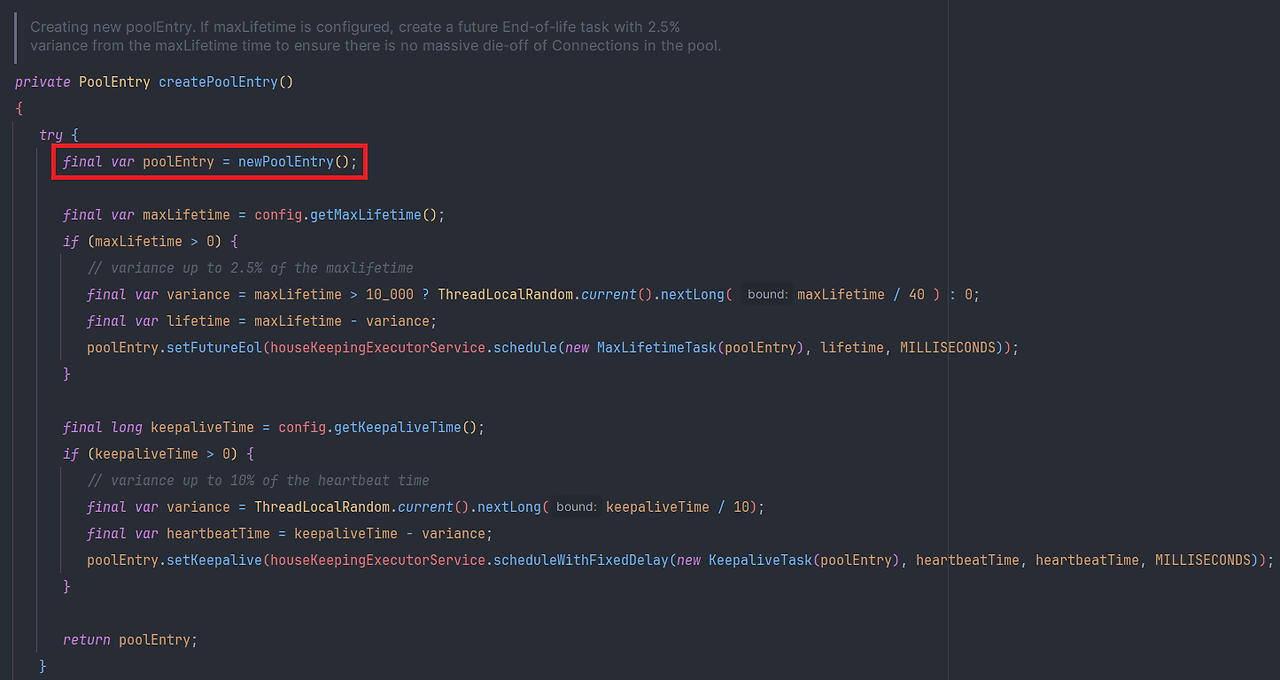 Creating new poolEntry. If maxLifetime is configured, create a future End-of-life task with 2.5%
variance from the maxLifetime time to ensure there is no massive die-off of Connections in the pool.
private PoolEntry createPoolEntry()
{
try {
final var poolEntry = newPoolEntry();
final var maxLifetime = config.getMaxLifetime();
if (maxLifetime > 0) {
// variance up to 2.5% of the maxlifetime
final var variance = maxLifetime > 10_000 ? ThreadLocalRandom.current().nextLong( bound: maxLifetime / 40 ) : 0;
final var lifetime = maxLifetime - variance;
poolEntry.setFutureEol(houseKeepingExecutorService.schedule(new MaxLifetimeTask(poolEntry), lifetime, MILLISECONDS));
}
final long keepaliveTime = config.getKeepaliveTime();
if (keepaliveTime > 0) {
// variance up to 10% of the heartbeat time
final var variance = ThreadLocalRandom.current().nextLong( bound: keepaliveTime / 10);
final var heartbeatTime = keepaliveTime - variance;
poolEntry.setKeepalive(houseKeepingExecutorService.scheduleWithFixedDelay(new KeepaliveTask(poolEntry), heartbeatTime, heartbeatTime, MILLISECONDS));
}
return poolEntry;
}